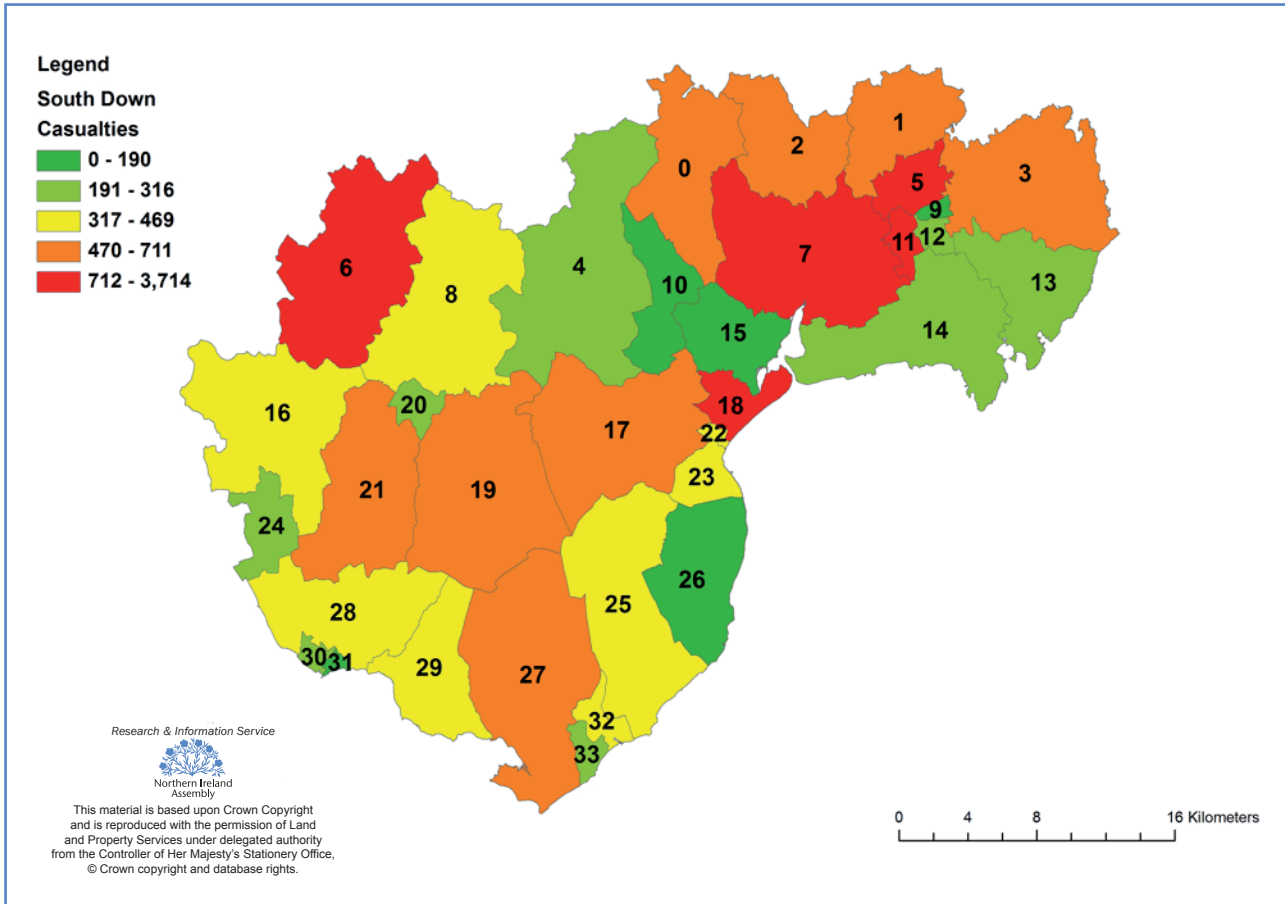 Legend
South Down
Casualties
0 - 190
191 - 316
317 - 469
470 - 711
712 - 3,714
0
2
1
3
5
9
12
11
7
13
14
4
10
15
6
8
16
20
21
19
17
18
22
23
24
26
25
28
30
31
29
27
32
33
Research & Information Service
Northern Ireland
Assembly
This material is based upon Crown Copyright
and is reproduced with the permission of Land
and Property Services under delegated authority
from the Controller of Her Majesty's Stationery Office,
© Crown copyright and database rights.
0 4 8 16 Kilometers